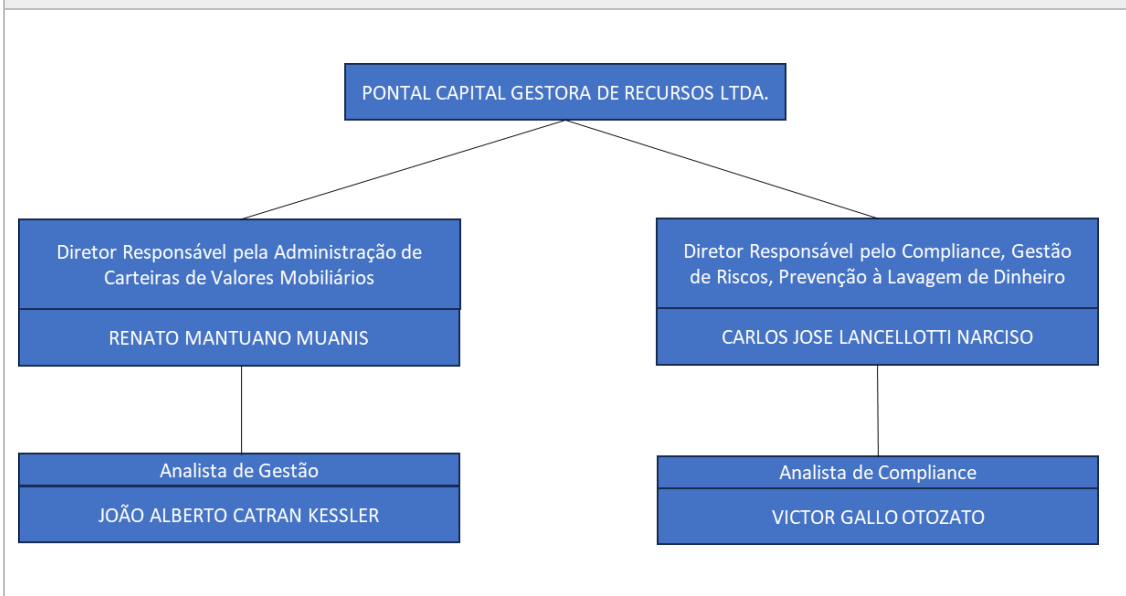 PONTAL CAPITAL GESTORA DE RECURSOS LTDA.
Diretor Responsável pela Administração de
Carteiras de Valores Mobiliários
RENATO MANTUANO MUANIS
Diretor Responsável pelo Compliance, Gestão
de Riscos, Prevenção à Lavagem de Dinheiro
CARLOS JOSE LANCELLOTTI NARCISO
Analista de Gestão
JOÃO ALBERTO CATRAN KESSLER
Analista de Compliance
VICTOR GALLO OTOZATO